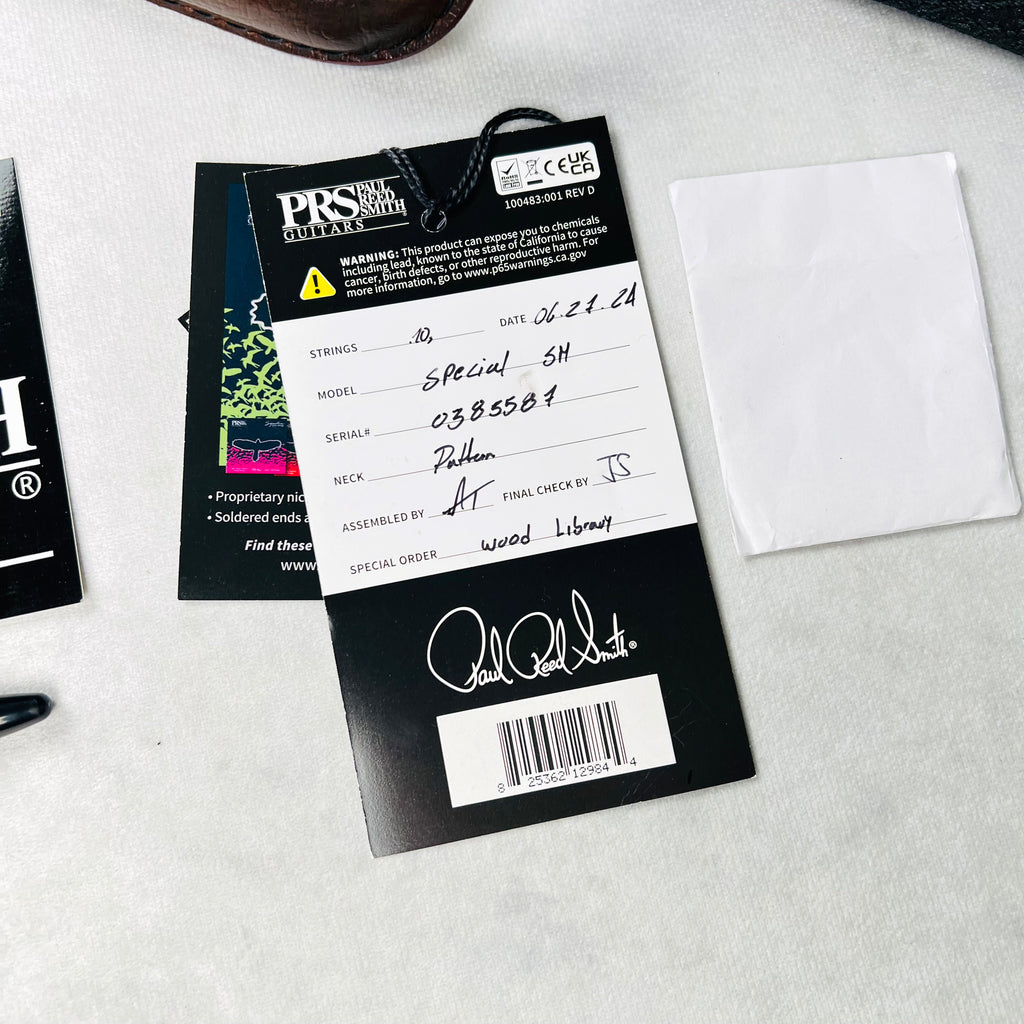 PRS PAUL REED SMITH
GUITARS
RoHS
CE UKCA
100483:001 REV D
WARNING: This product can expose you to chemicals
including lead, known to the state of California to cause
cancer, birth defects, or other reproductive harm. For
more information, go to www.p65warnings.ca.gov
STRINGS .10, DATE 06.27.24
MODEL Special SH
SERIAL# 0385587
NECK Pattern
ASSEMBLED BY AT FINAL CHECK BY JS
SPECIAL ORDER Wood Library
Paul Reed Smith®
8 25362 12984 4
• Proprietary nic
• Soldered ends a
Find these
www.
H
®